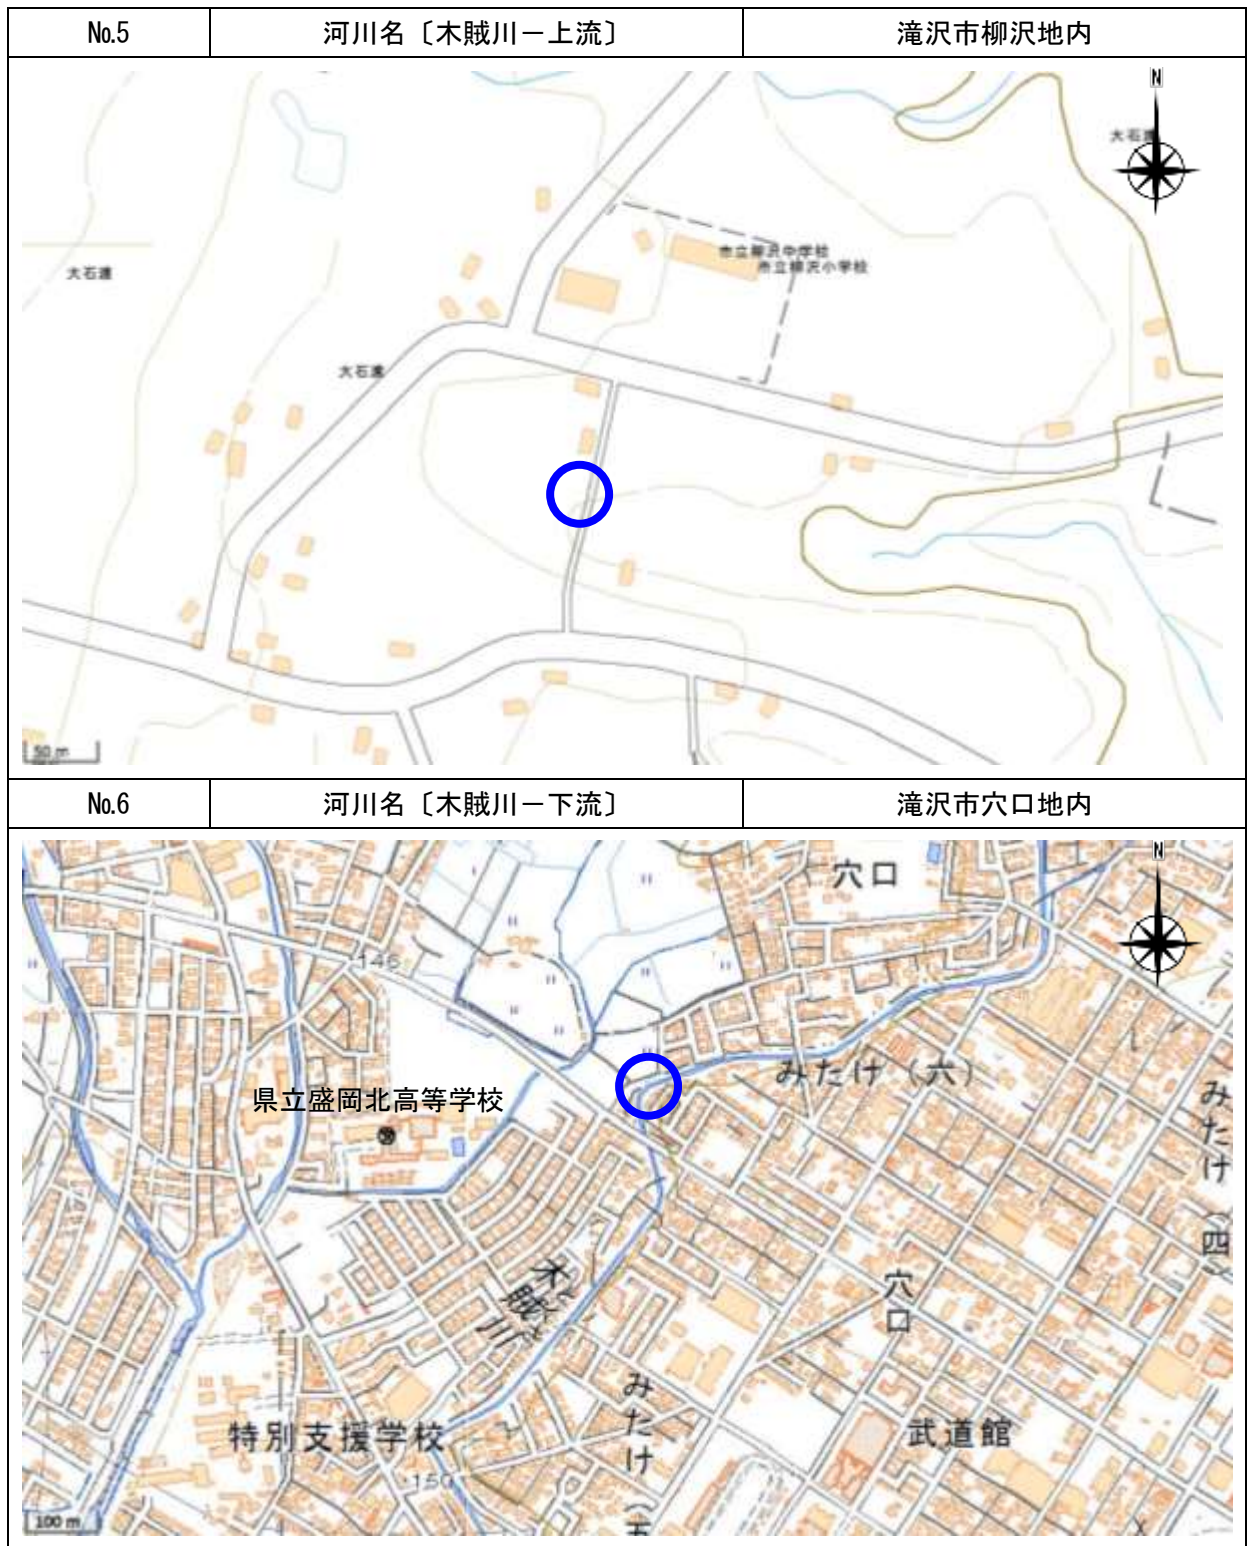 №5 河川名〔木賊川－上流〕 滝沢市柳沢地内
N
大石渡
市立柳沢中学校
市立柳沢小学校
大石渡
大石渡
50 m
№6 河川名〔木賊川－下流〕 滝沢市穴口地内
N
穴口
146
みたけ（六）
県立盛岡北高等学校
みたけ（四）
木賊川
穴口
みたけ（五
特別支援学校
武道館
150
100 m